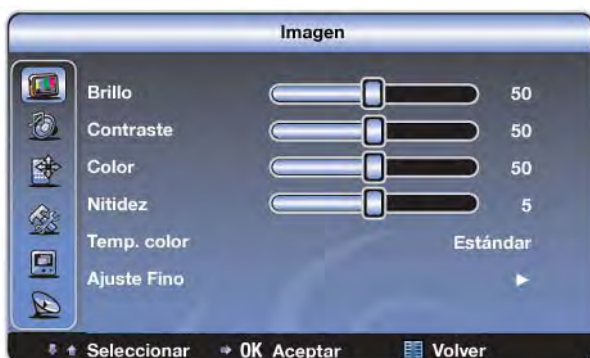 Imagen
Brillo 50
Contraste 50
Color 50
Nitidez 5
Temp. color Estándar
Ajuste Fino
Seleccionar OK Aceptar Volver